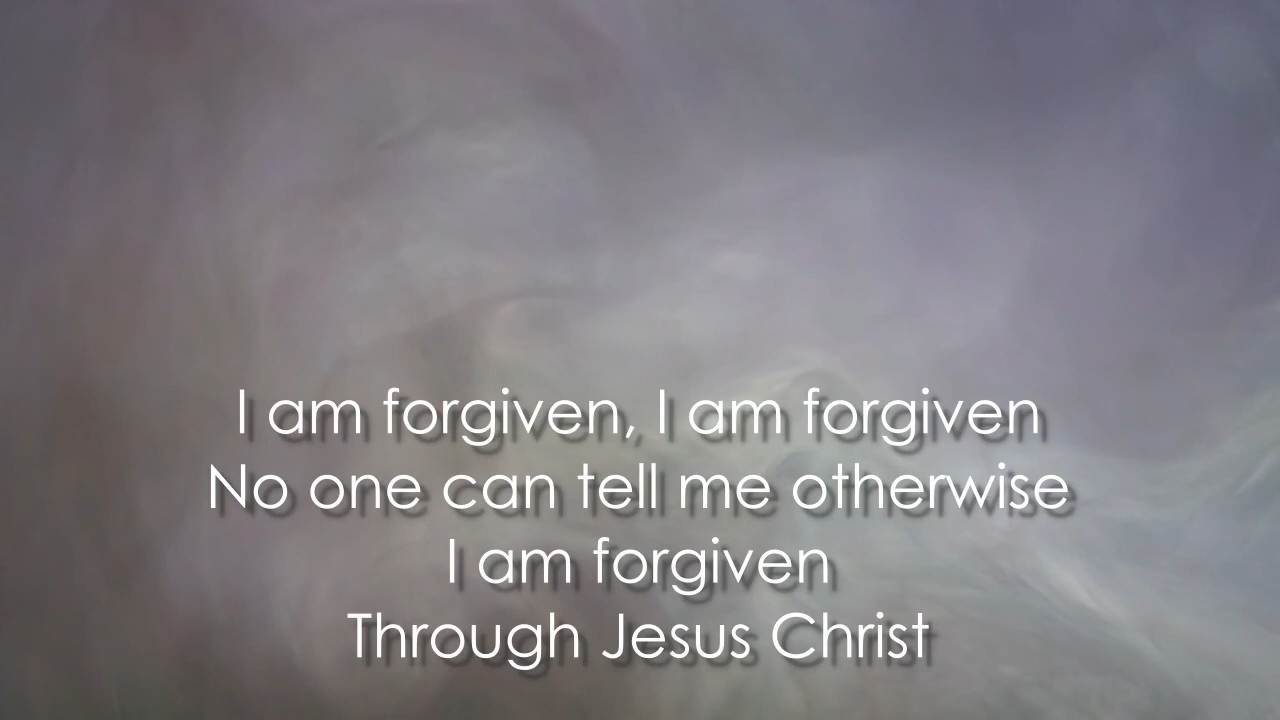 I am forgiven, I am forgiven
No one can tell me otherwise
I am forgiven
Through Jesus Christ